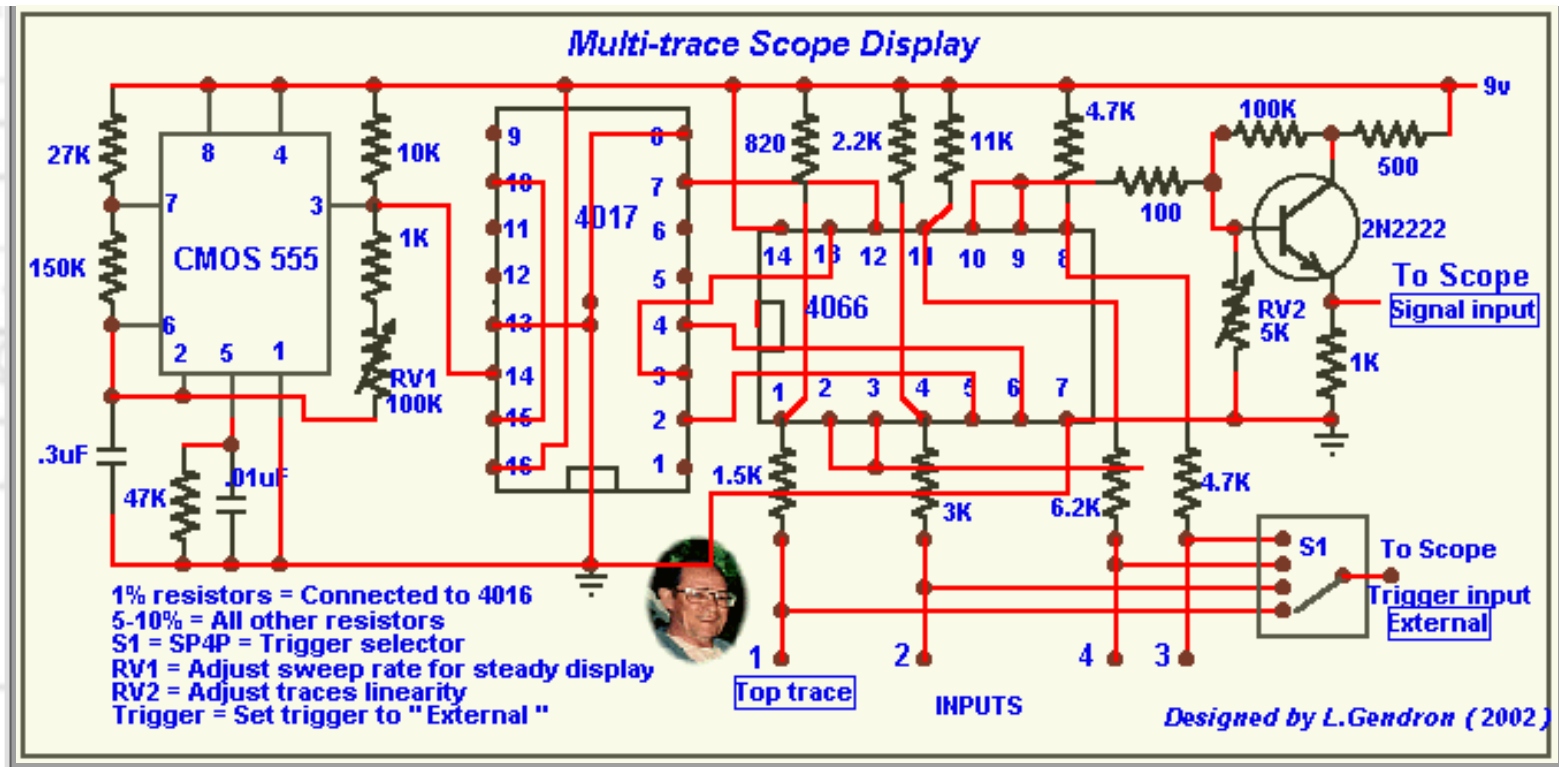 Multi-trace Scope Display
9v
27K
8
4
10K
9
8
820
2.2K
11K
4.7K
100K
500
7
3
10
7
100
CMOS 555
1K
11
4017
6
14
13
12
11
10
9
8
2N2222
150K
12
5
4066
To Scope
Signal input
6
13
4
RV2
5K
2
5
1
RV1
100K
14
3
1
2
3
4
5
6
7
1K
15
2
.3uF
.01uF
47K
16
1
1.5K
3K
6.2K
4.7K
S1
To Scope
Trigger input
External
1% resistors = Connected to 4016
5-10% = All other resistors
S1 = SP4P = Trigger selector
RV1 = Adjust sweep rate for steady display
RV2 = Adjust traces linearity
Trigger = Set trigger to " External "
1
2
4
3
Top trace
INPUTS
Designed by L.Gendron ( 2002 )